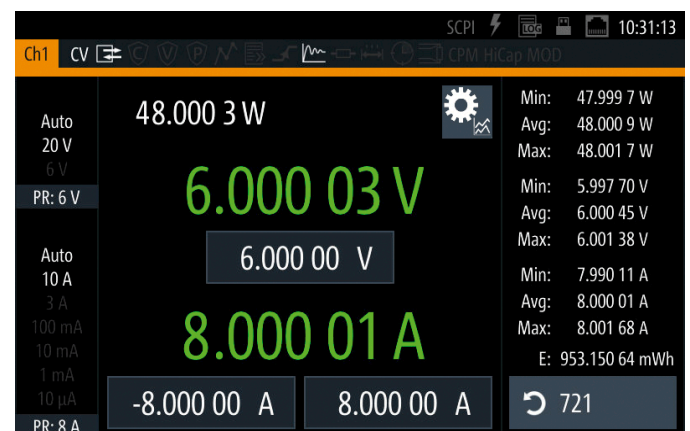 SCPI LOG 10:31:13
Ch1 CV C V P CPM HiCap MOD
Auto
20 V
6 V
PR: 6 V
Auto
10 A
3 A
100 mA
10 mA
1 mA
10 µA
PR: 8 A
48.000 3 W
6.000 03 V
6.000 00 V
8.000 01 A
-8.000 00 A
8.000 00 A
Min: 47.999 7 W
Avg: 48.000 9 W
Max: 48.001 7 W
Min: 5.997 70 V
Avg: 6.000 45 V
Max: 6.001 38 V
Min: 7.990 11 A
Avg: 8.000 01 A
Max: 8.001 68 A
E: 953.150 64 mWh
721